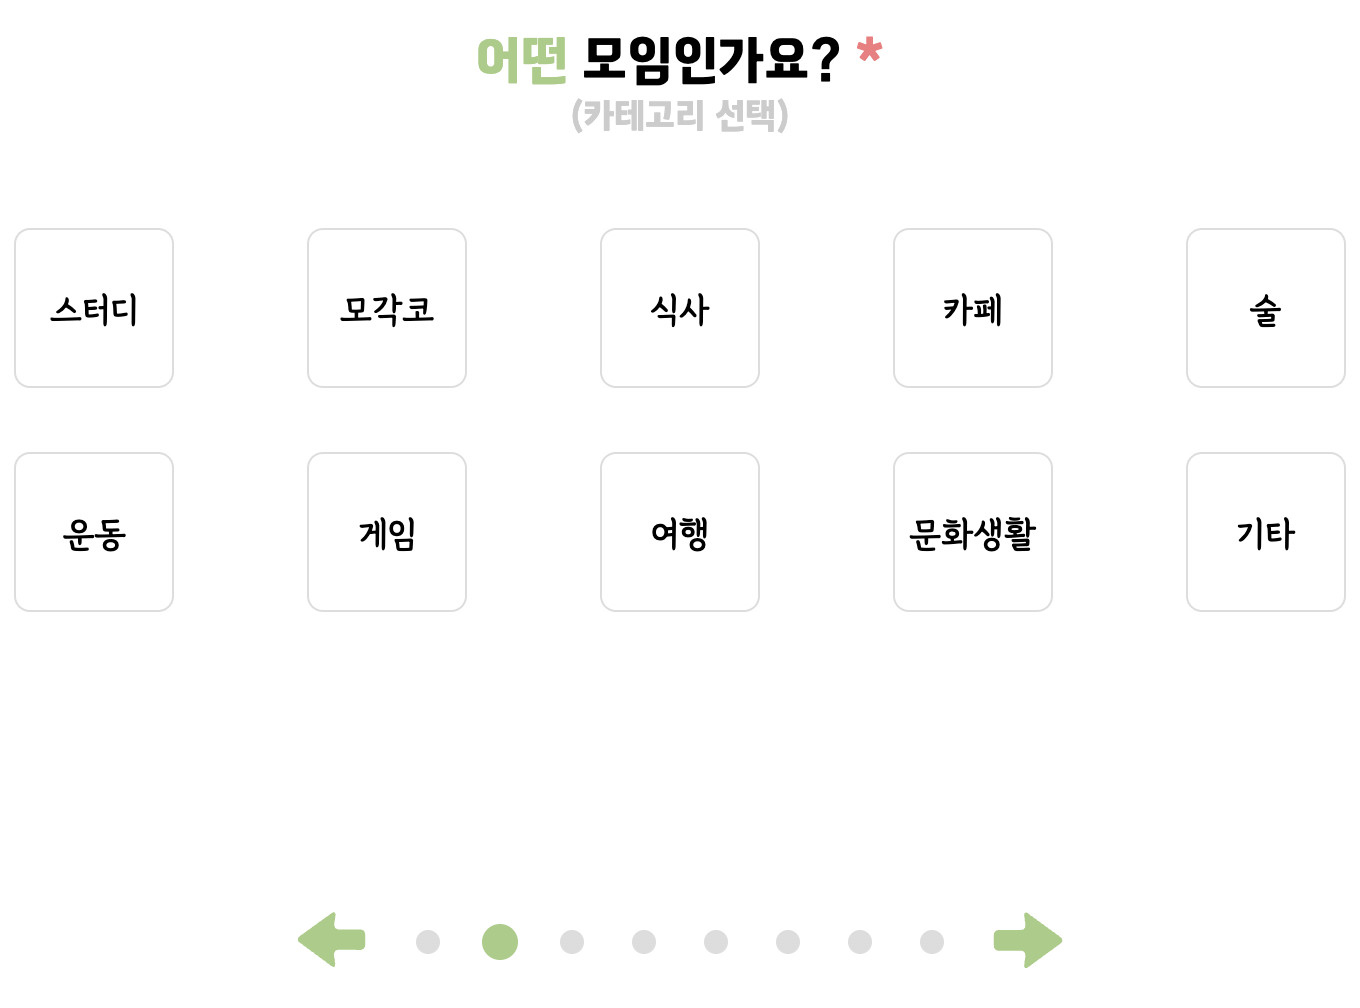 어떤 모임인가요? *
(카테고리 선택)
스터디 모각코 식사 카페 술
운동 게임 여행 문화생활 기타